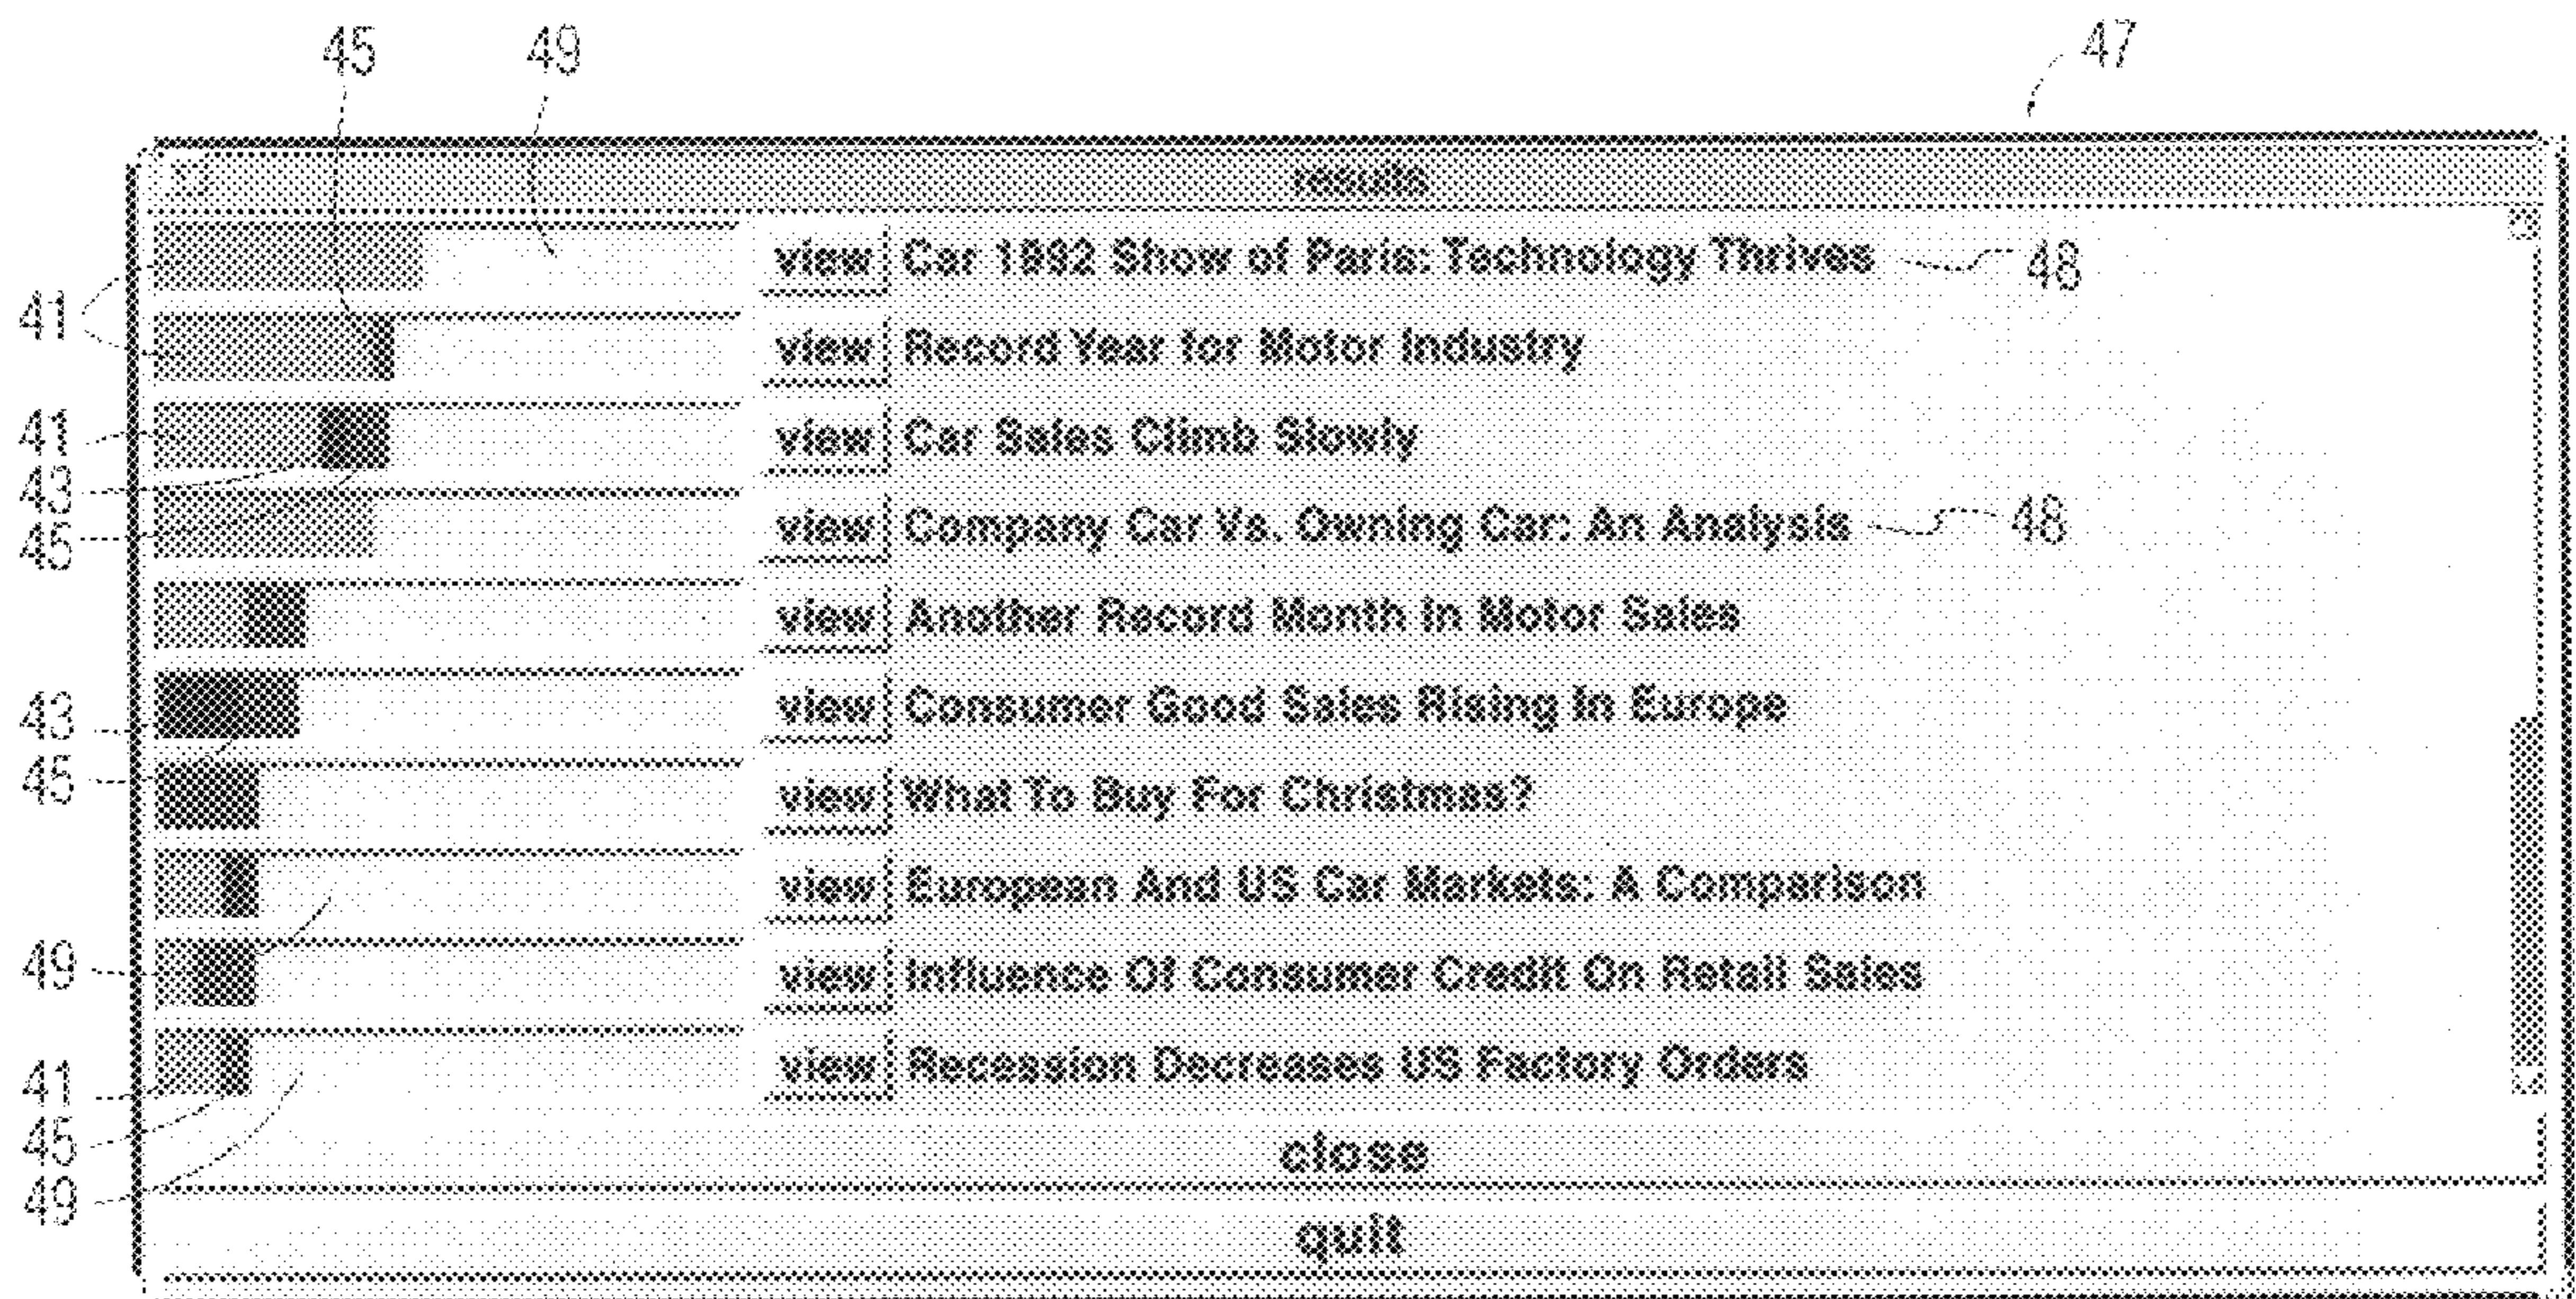 45 49 47
results
view Car 1992 Show of Paris: Technology Thrives 48
41
view Record Year for Motor Industry
41 view Car Sales Climb Slowly
43
45 view Company Car Vs. Owning Car: An Analysis 48
view Another Record Month In Motor Sales
43 view Consumer Good Sales Rising In Europe
45 view What To Buy For Christmas?
view European And US Car Markets: A Comparison
49 view Influence Of Consumer Credit On Retail Sales
41 view Recession Decreases US Factory Orders
45 close
49
quit